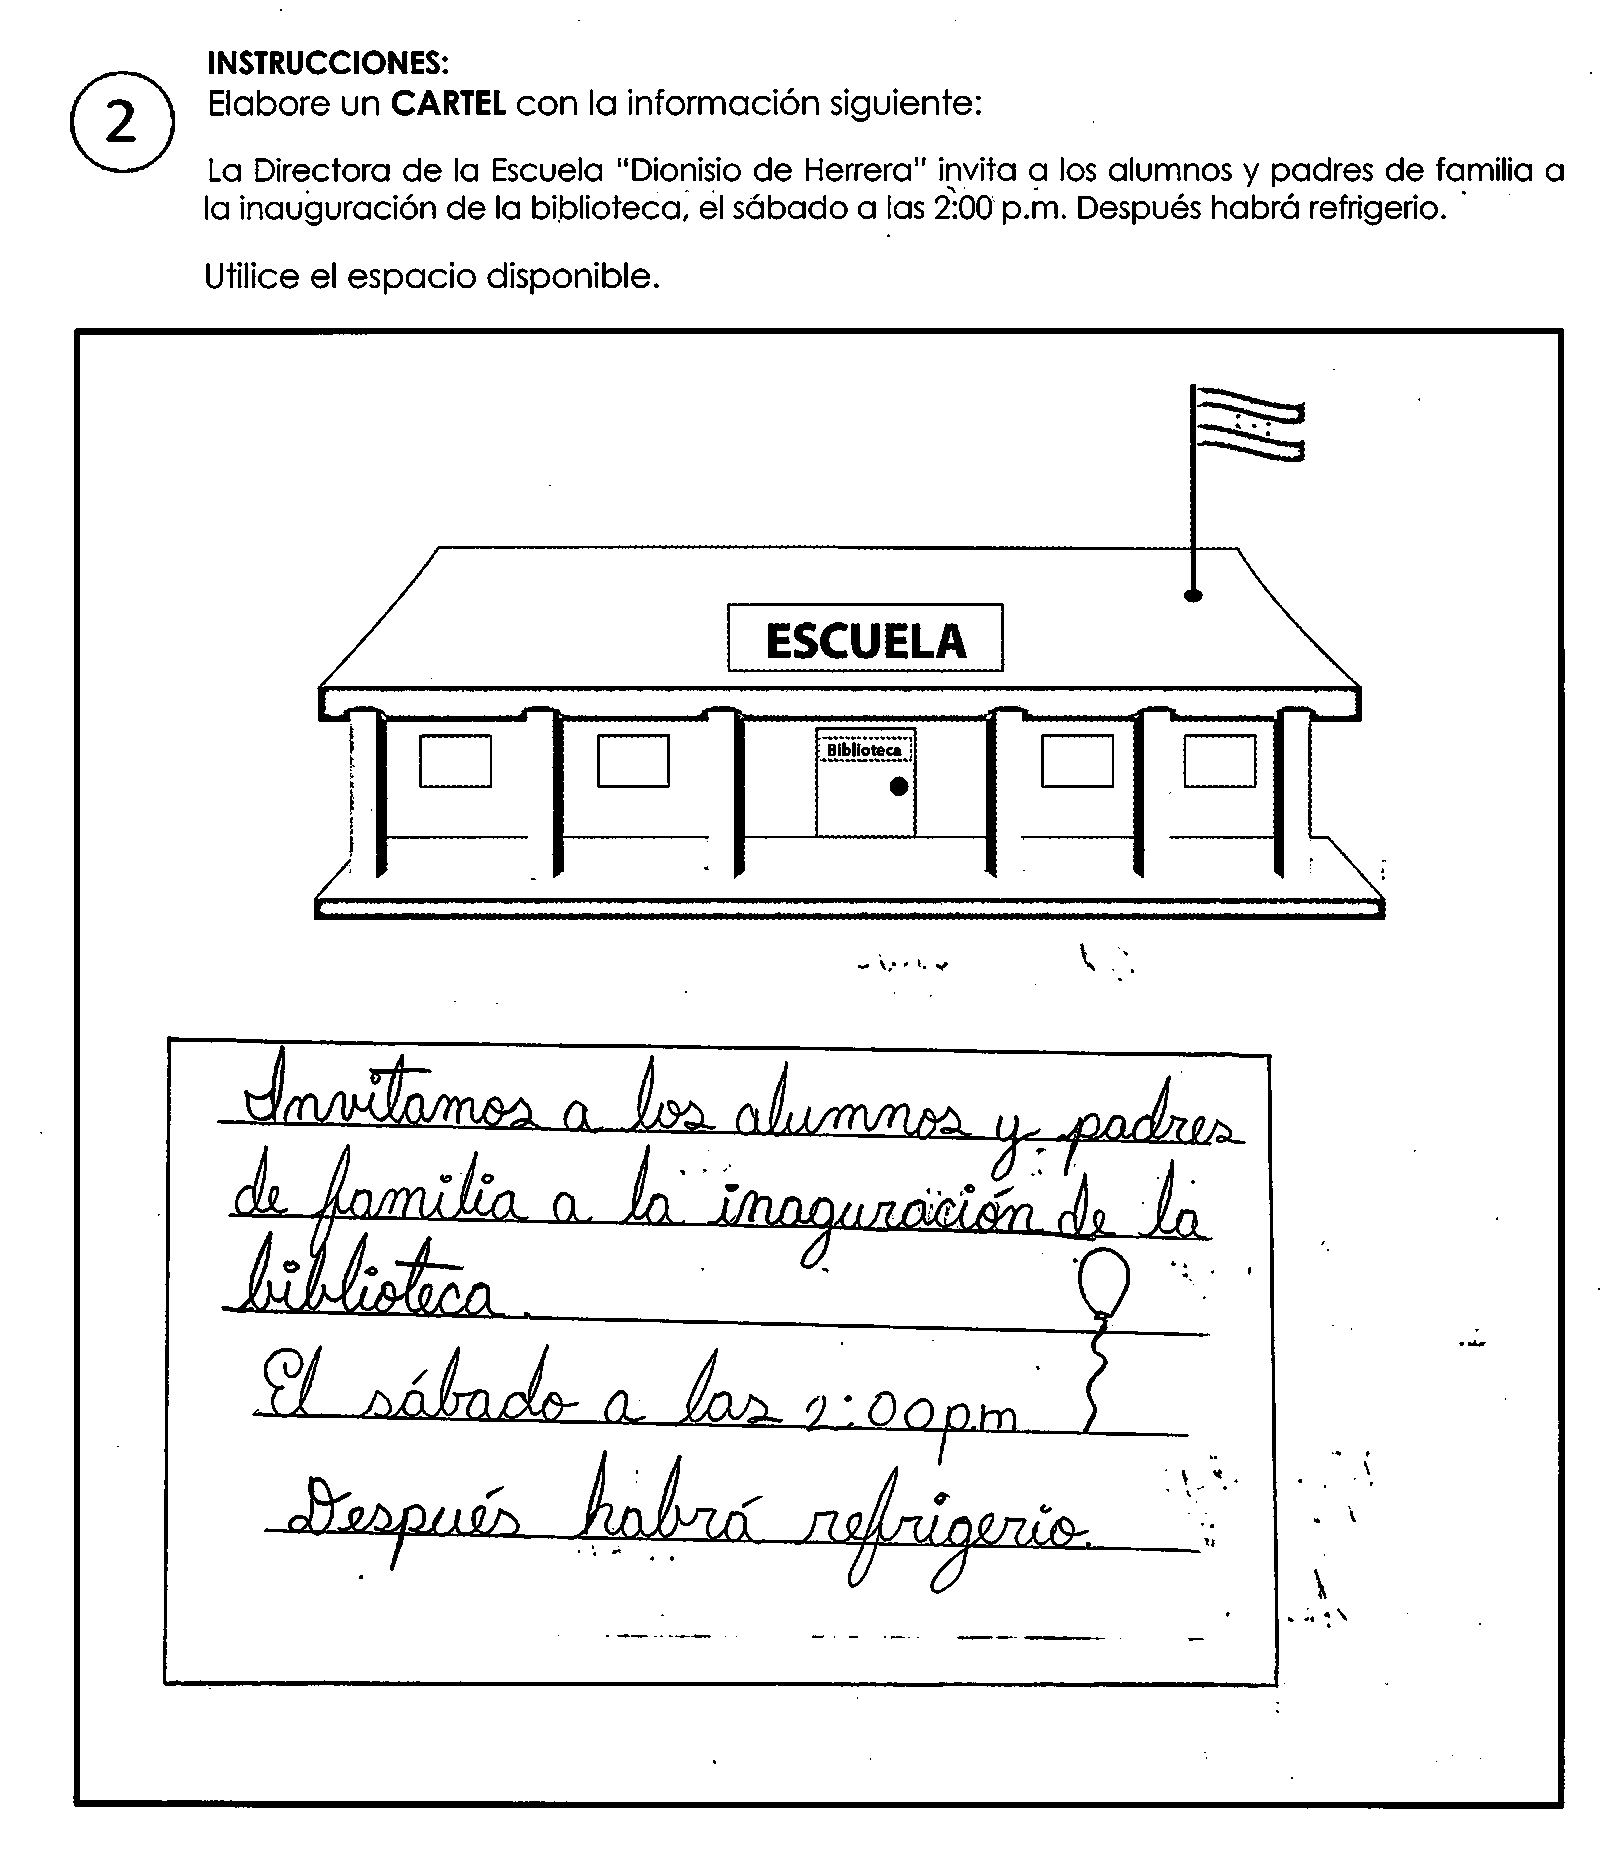 INSTRUCCIONES:
2
Elabore un CARTEL con la información siguiente:
La Directora de la Escuela "Dionisio de Herrera" invita a los alumnos y padres de familia a
la inauguración de la biblioteca, el sábado a las 2:00 p.m. Después habrá refrigerio.
Utilice el espacio disponible.
ESCUELA
Biblioteca
Invitamos a los alumnos y padres
de familia a la inaguración de la
biblioteca.
El sábado a las 2:00 p.m
Después habrá refrigerio.